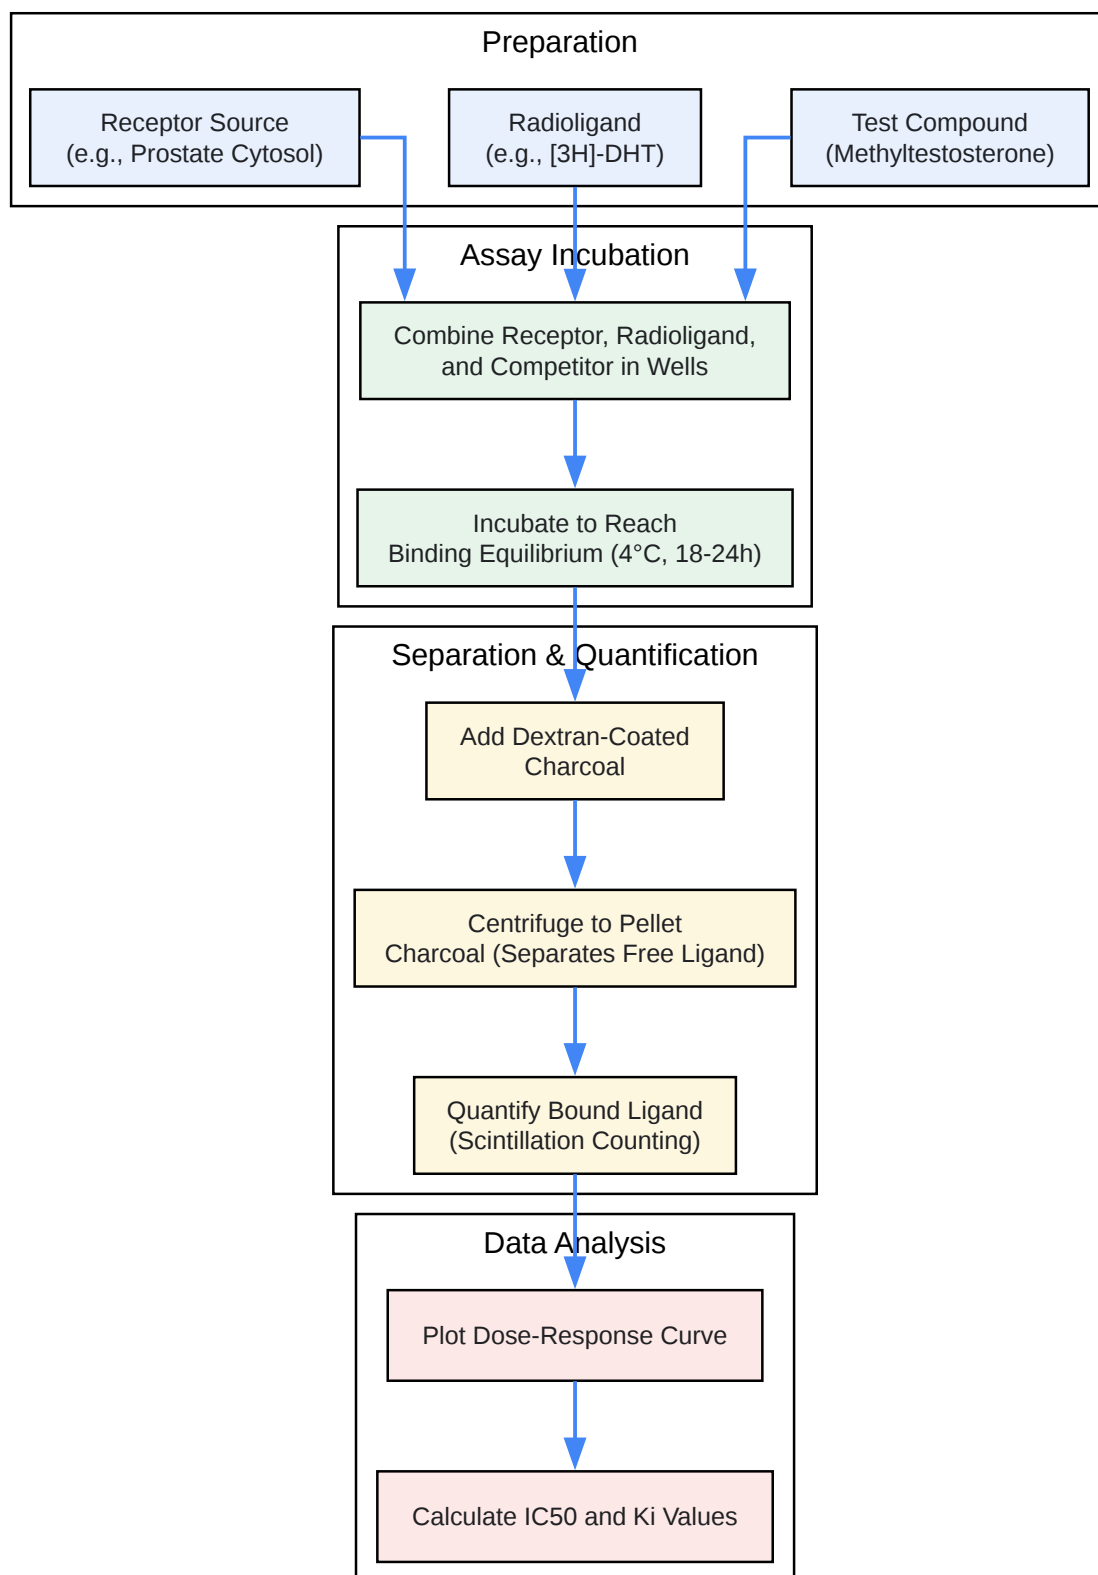 Preparation
Receptor Source
(e.g., Prostate Cytosol)
Radioligand
(e.g., [3H]-DHT)
Test Compound
(Methyltestosterone)
Assay Incubation
Combine Receptor, Radioligand,
and Competitor in Wells
Incubate to Reach
Binding Equilibrium (4°C, 18-24h)
Separation & Quantification
Add Dextran-Coated
Charcoal
Centrifuge to Pellet
Charcoal (Separates Free Ligand)
Quantify Bound Ligand
(Scintillation Counting)
Data Analysis
Plot Dose-Response Curve
Calculate IC50 and Ki Values